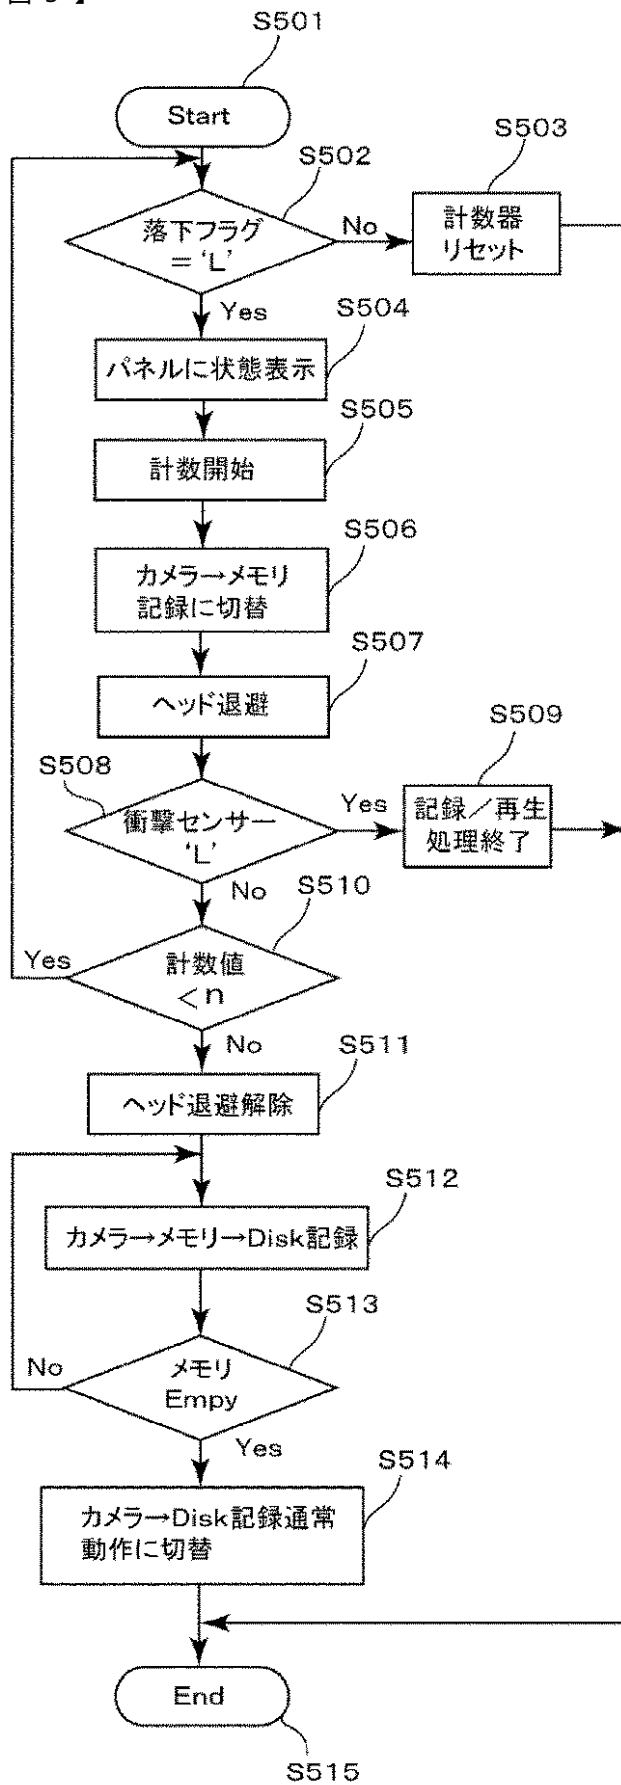 S501
Start
S502
S503
落下フラグ
＝‘L’
No
計数器
リセット
Yes
S504
パネルに状態表示
S505
計数開始
S506
カメラ→メモリ
記録に切替
S507
ヘッド退避
S508
S509
衝撃センサー
‘L’
Yes
記録／再生
処理終了
No
S510
Yes
計数値
＜n
No
S511
ヘッド退避解除
S512
カメラ→メモリ→Disk記録
S513
No
メモリ
Empy
Yes
S514
カメラ→Disk記録通常
動作に切替
End
S515